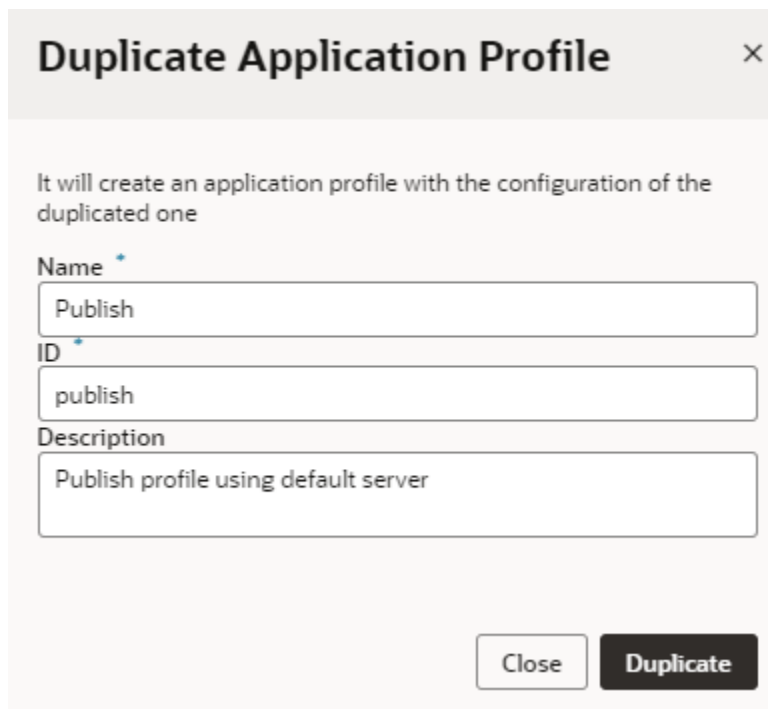 Duplicate Application Profile
It will create an application profile with the configuration of the
duplicated one
Name *
Publish
ID *
publish
Description
Publish profile using default server
Close Duplicate